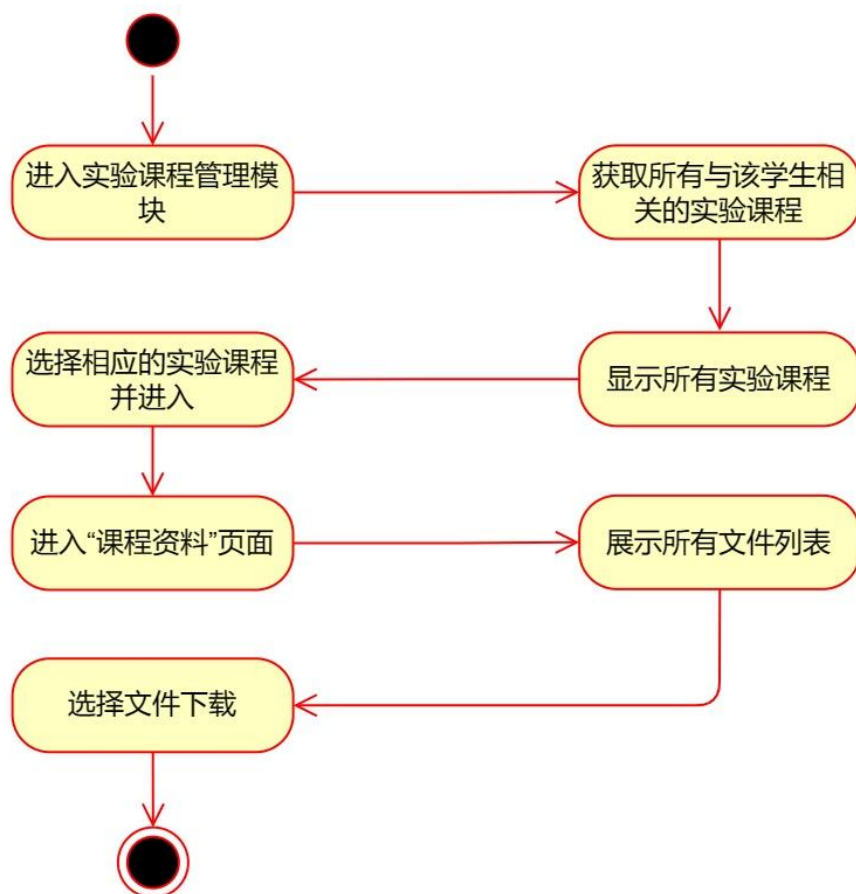 进入实验课程管理模
块
获取所有与该学生相
关的实验课程
显示所有实验课程
选择相应的实验课程
并进入
进入“课程资料”页面
展示所有文件列表
选择文件下载